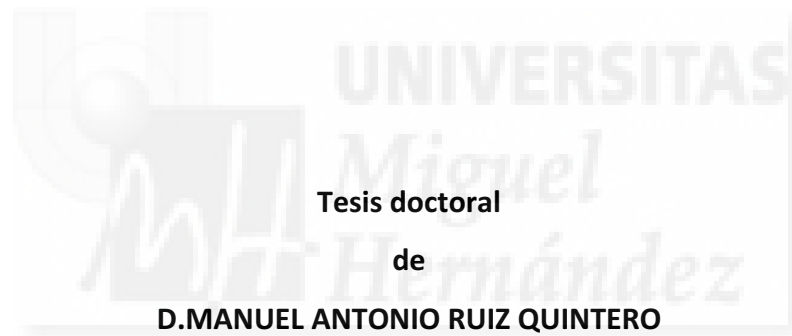 UNIVERSITAS
Miguel
Tesis doctoral
Hernández
de
D.MANUEL ANTONIO RUIZ QUINTERO